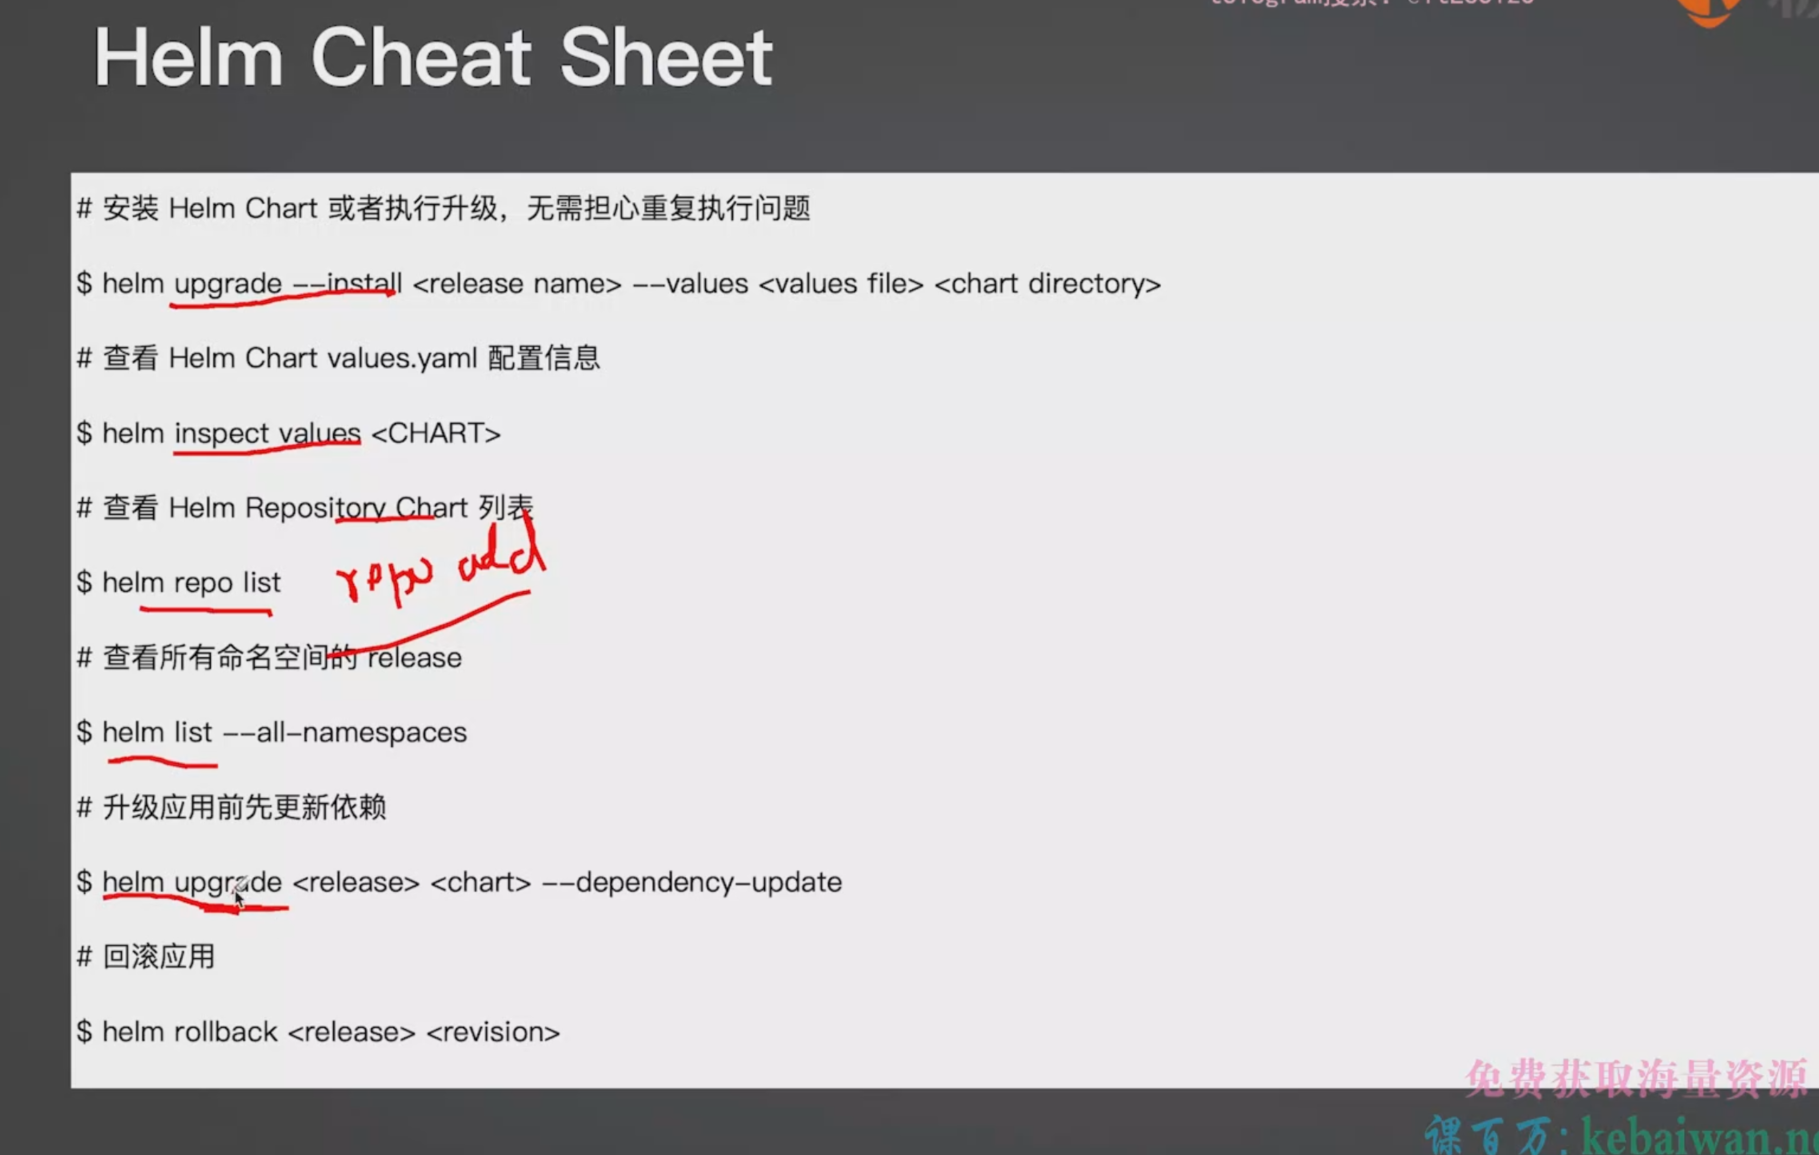 Helm Cheat Sheet
# 安装 Helm Chart 或者执行升级，无需担心重复执行问题
$ helm upgrade --install <release name> --values <values file> <chart directory>
# 查看 Helm Chart values.yaml 配置信息
$ helm inspect values <CHART>
# 查看 Helm Repository Chart 列表
$ helm repo list
repo add
# 查看所有命名空间的 release
$ helm list --all-namespaces
# 升级应用前先更新依赖
$ helm upgrade <release> <chart> --dependency-update
# 回滚应用
$ helm rollback <release> <revision>
免费获取海量资源
课百万:kebaiwan.ne